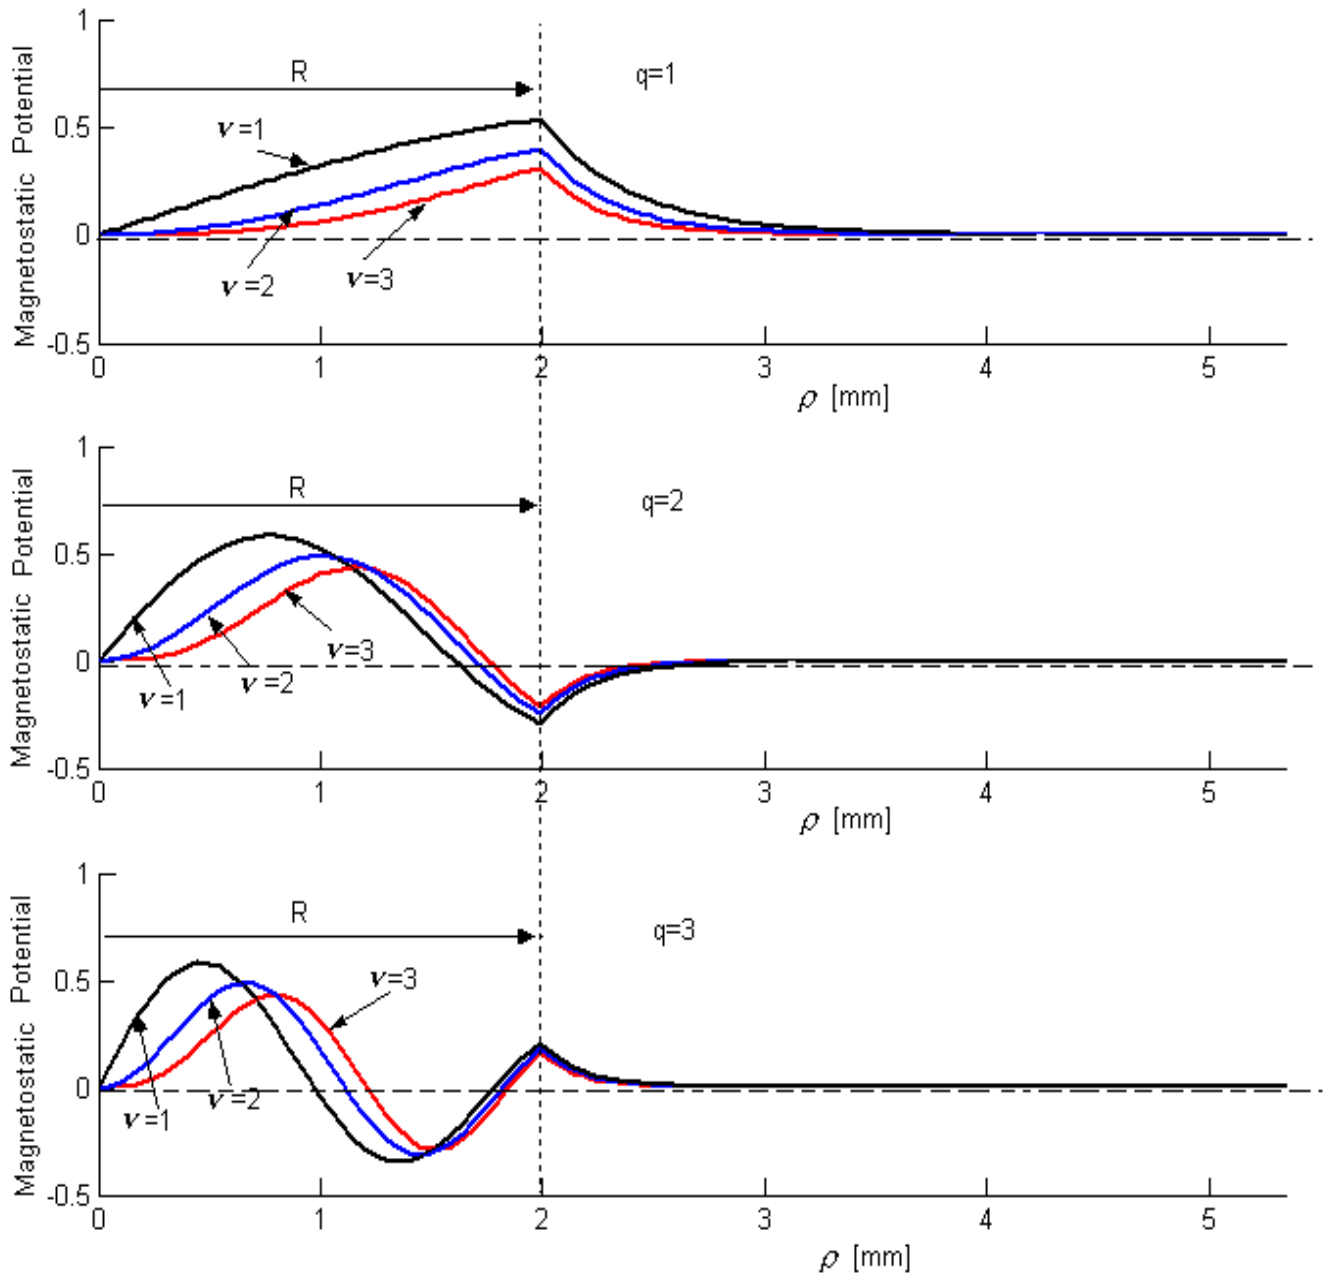 1
R
q=1
Magnetostatic Potential
0.5
ν=1
0
ν=2
ν=3
-0.5
0 1 2 3 4 5
ρ [mm]
1
R
q=2
Magnetostatic Potential
0.5
0
ν=1
ν=2
ν=3
-0.5
0 1 2 3 4 5
ρ [mm]
1
R
q=3
Magnetostatic Potential
0.5
ν=3
0
ν=1
ν=2
-0.5
0 1 2 3 4 5
ρ [mm]